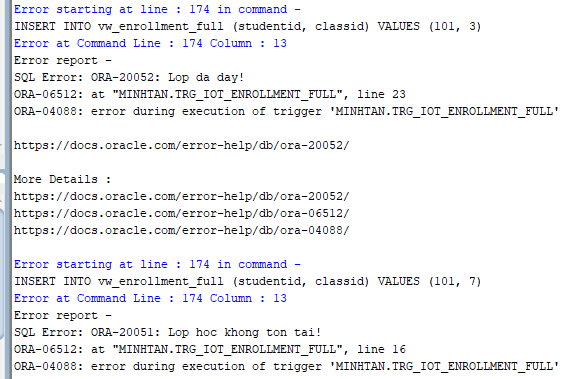 Error starting at line : 174 in command -
INSERT INTO vw_enrollment_full (studentid, classid) VALUES (101, 3)
Error at Command Line : 174 Column : 13
Error report -
SQL Error: ORA-20052: Lop da day!
ORA-06512: at "MINHTAN.TRG_IOT_ENROLLMENT_FULL", line 23
ORA-04088: error during execution of trigger 'MINHTAN.TRG_IOT_ENROLLMENT_FULL'
https://docs.oracle.com/error-help/db/ora-20052/
More Details :
https://docs.oracle.com/error-help/db/ora-20052/
https://docs.oracle.com/error-help/db/ora-06512/
https://docs.oracle.com/error-help/db/ora-04088/
Error starting at line : 174 in command -
INSERT INTO vw_enrollment_full (studentid, classid) VALUES (101, 7)
Error at Command Line : 174 Column : 13
Error report -
SQL Error: ORA-20051: Lop hoc khong ton tai!
ORA-06512: at "MINHTAN.TRG_IOT_ENROLLMENT_FULL", line 16
ORA-04088: error during execution of trigger 'MINHTAN.TRG_IOT_ENROLLMENT_FULL'